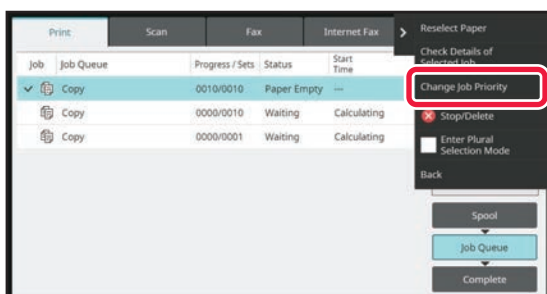 Print
Scan
Fax
Internet Fax
Job
Job Queue
Progress / Sets
Status
Start
Time
Copy
0010/0010
Paper Empty
---
Copy
0000/0010
Waiting
Calculating
Copy
0000/0001
Waiting
Calculating
Reselect Paper
Check Details of
Selected Job
Change Job Priority
Stop/Delete
Enter Plural
Selection Mode
Back
Spool
Job Queue
Complete